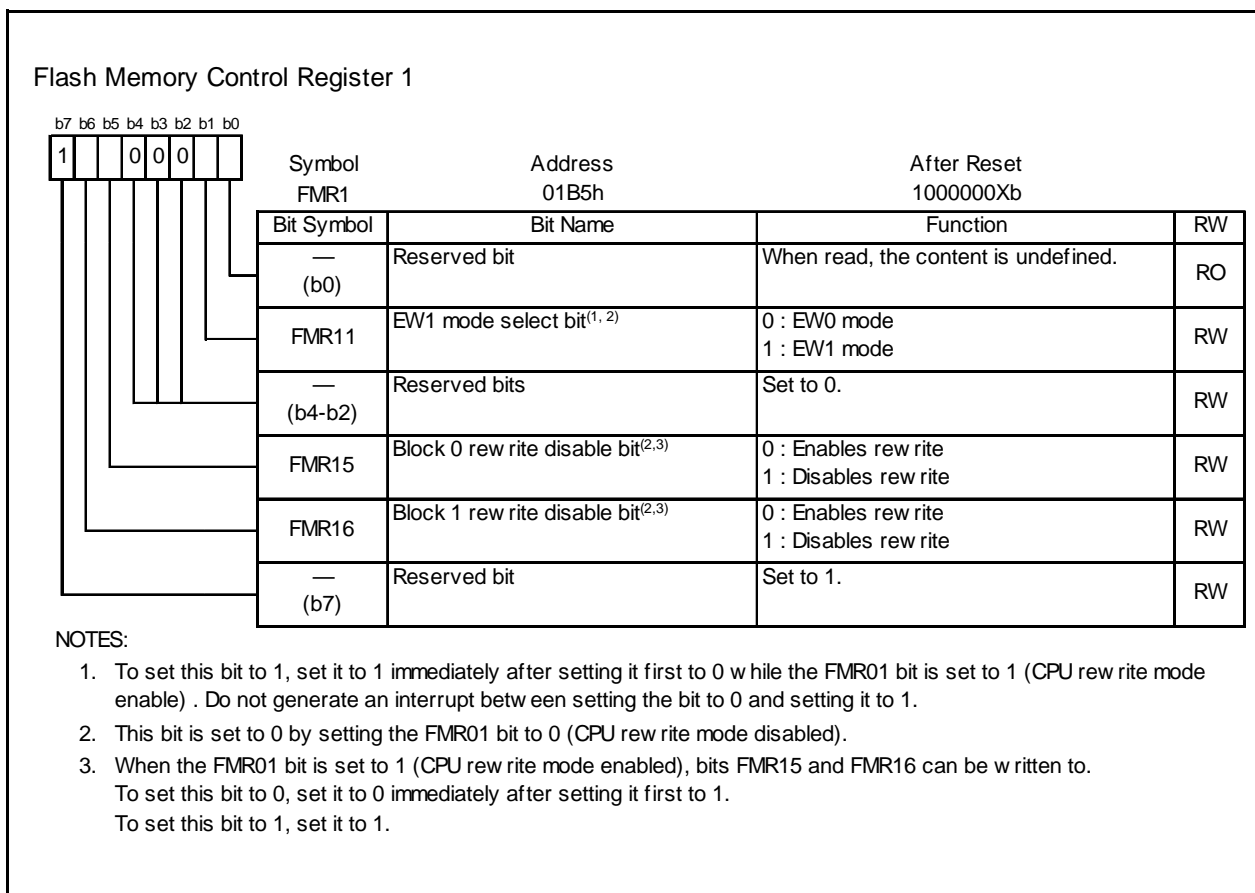 Flash Memory Control Register 1
b7 b6 b5 b4 b3 b2 b1 b0
1 0 0 0
Symbol Address After Reset
FMR1 01B5h 1000000Xb
Bit Symbol Bit Name Function RW
— (b0) Reserved bit When read, the content is undefined. RO
FMR11 EW1 mode select bit(1, 2) 0 : EW0 mode
1 : EW1 mode RW
— (b4-b2) Reserved bits Set to 0. RW
FMR15 Block 0 rew rite disable bit(2,3) 0 : Enables rew rite
1 : Disables rew rite RW
FMR16 Block 1 rew rite disable bit(2,3) 0 : Enables rew rite
1 : Disables rew rite RW
— (b7) Reserved bit Set to 1. RW
NOTES:
1. To set this bit to 1, set it to 1 immediately after setting it first to 0 w hile the FMR01 bit is set to 1 (CPU rew rite mode
enable) . Do not generate an interrupt betw een setting the bit to 0 and setting it to 1.
2. This bit is set to 0 by setting the FMR01 bit to 0 (CPU rew rite mode disabled).
3. When the FMR01 bit is set to 1 (CPU rew rite mode enabled), bits FMR15 and FMR16 can be w ritten to.
To set this bit to 0, set it to 0 immediately after setting it first to 1.
To set this bit to 1, set it to 1.